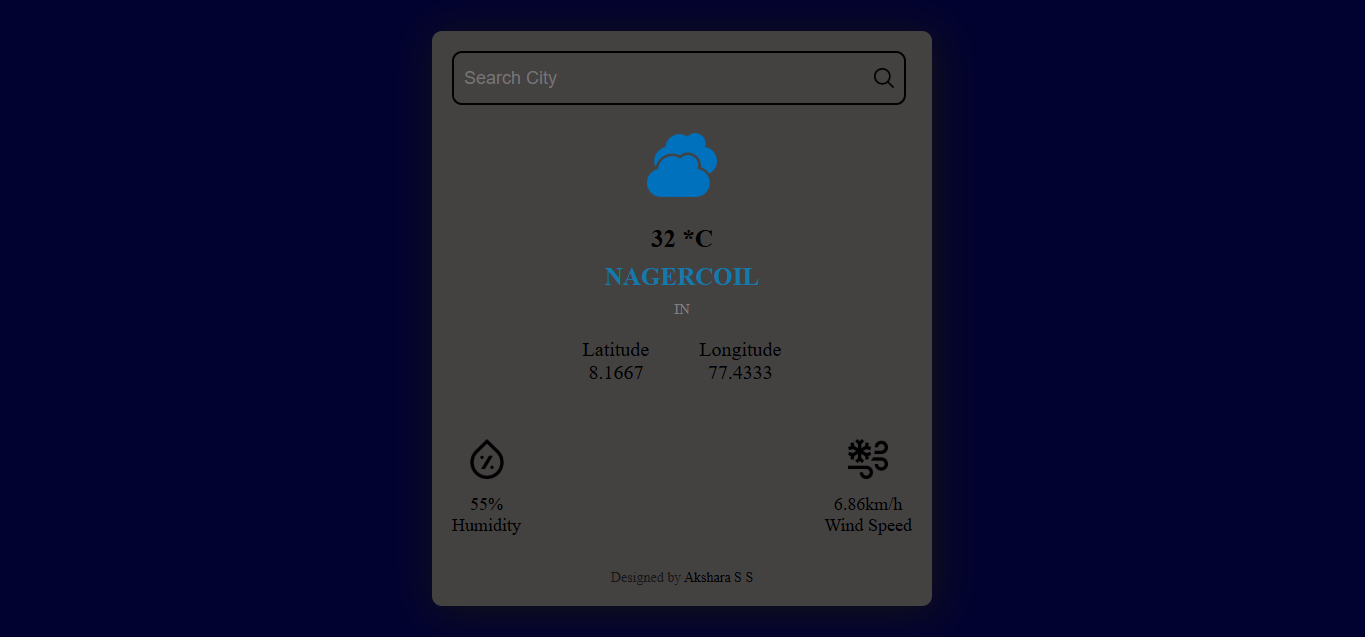 Search City
32 *C
NAGERCOIL
IN
Latitude Longitude
8.1667 77.4333
55% 6.86km/h
Humidity Wind Speed
Designed by Akshara S S